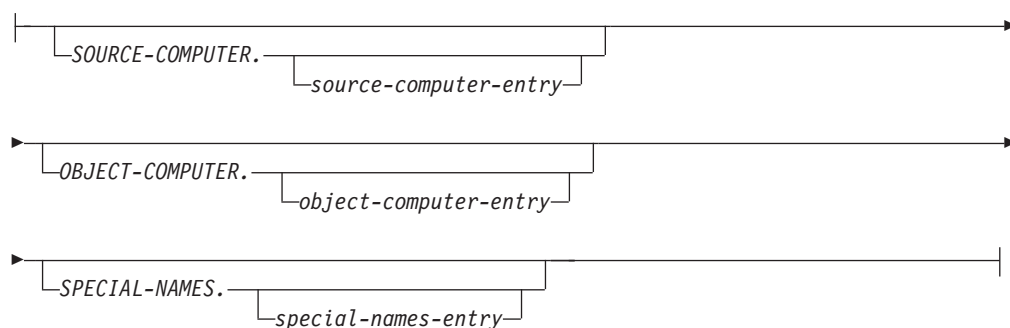 SOURCE-COMPUTER.
source-computer-entry
OBJECT-COMPUTER.
object-computer-entry
SPECIAL-NAMES.
special-names-entry